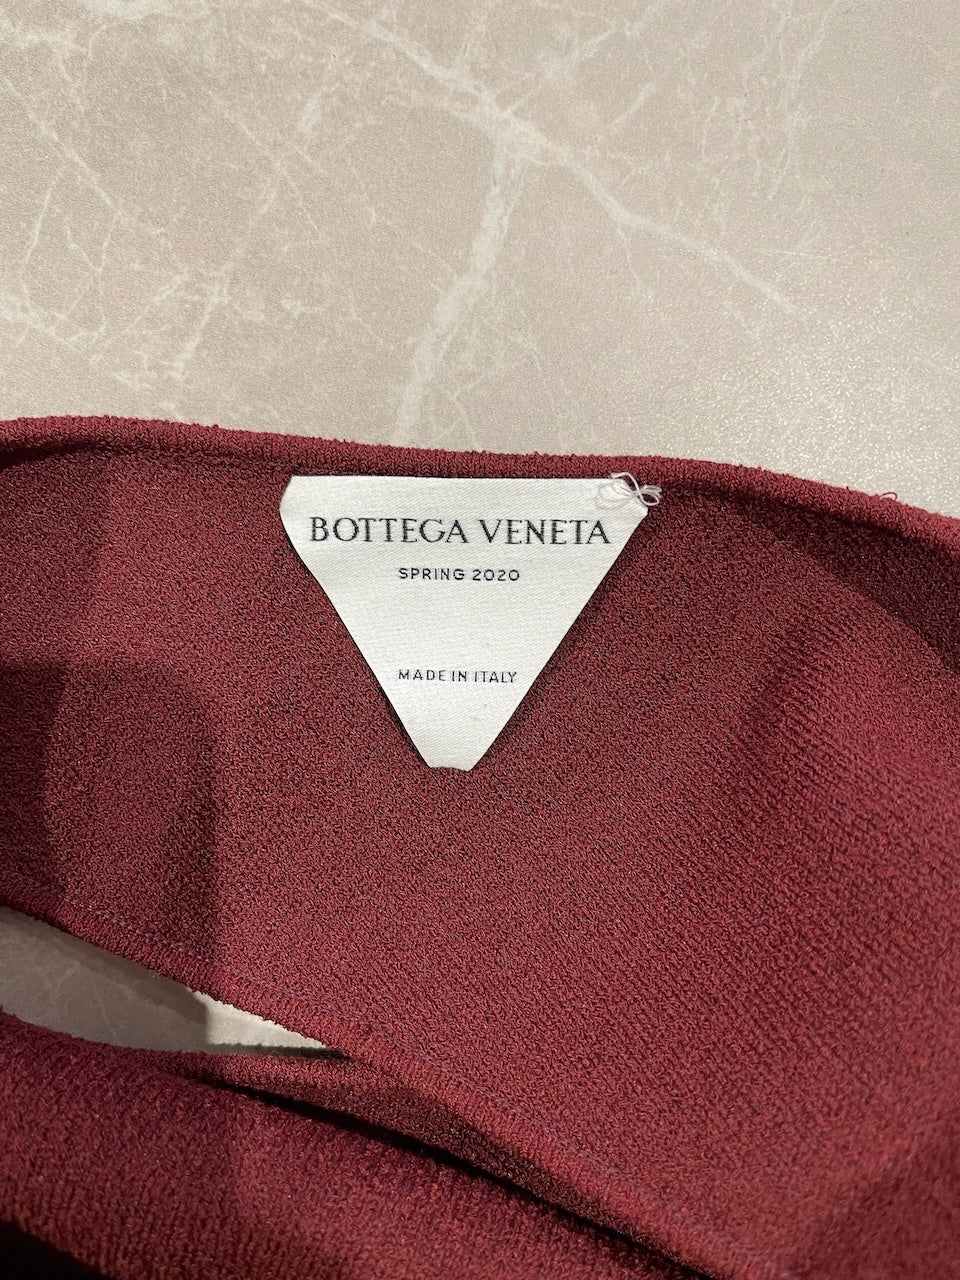 BOTTEGA VENETA
SPRING 2020
MADE IN ITALY